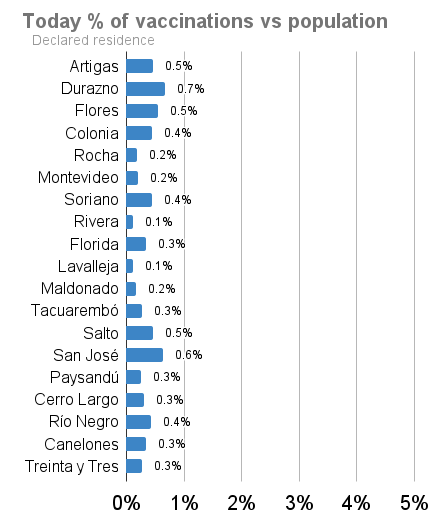 Today % of vaccinations vs population
Declared residence
Artigas 0.5%
Durazno 0.7%
Flores 0.5%
Colonia 0.4%
Rocha 0.2%
Montevideo 0.2%
Soriano 0.4%
Rivera 0.1%
Florida 0.3%
Lavalleja 0.1%
Maldonado 0.2%
Tacuarembó 0.3%
Salto 0.5%
San José 0.6%
Paysandú 0.3%
Cerro Largo 0.3%
Río Negro 0.4%
Canelones 0.3%
Treinta y Tres 0.3%
0% 1% 2% 3% 4% 5%